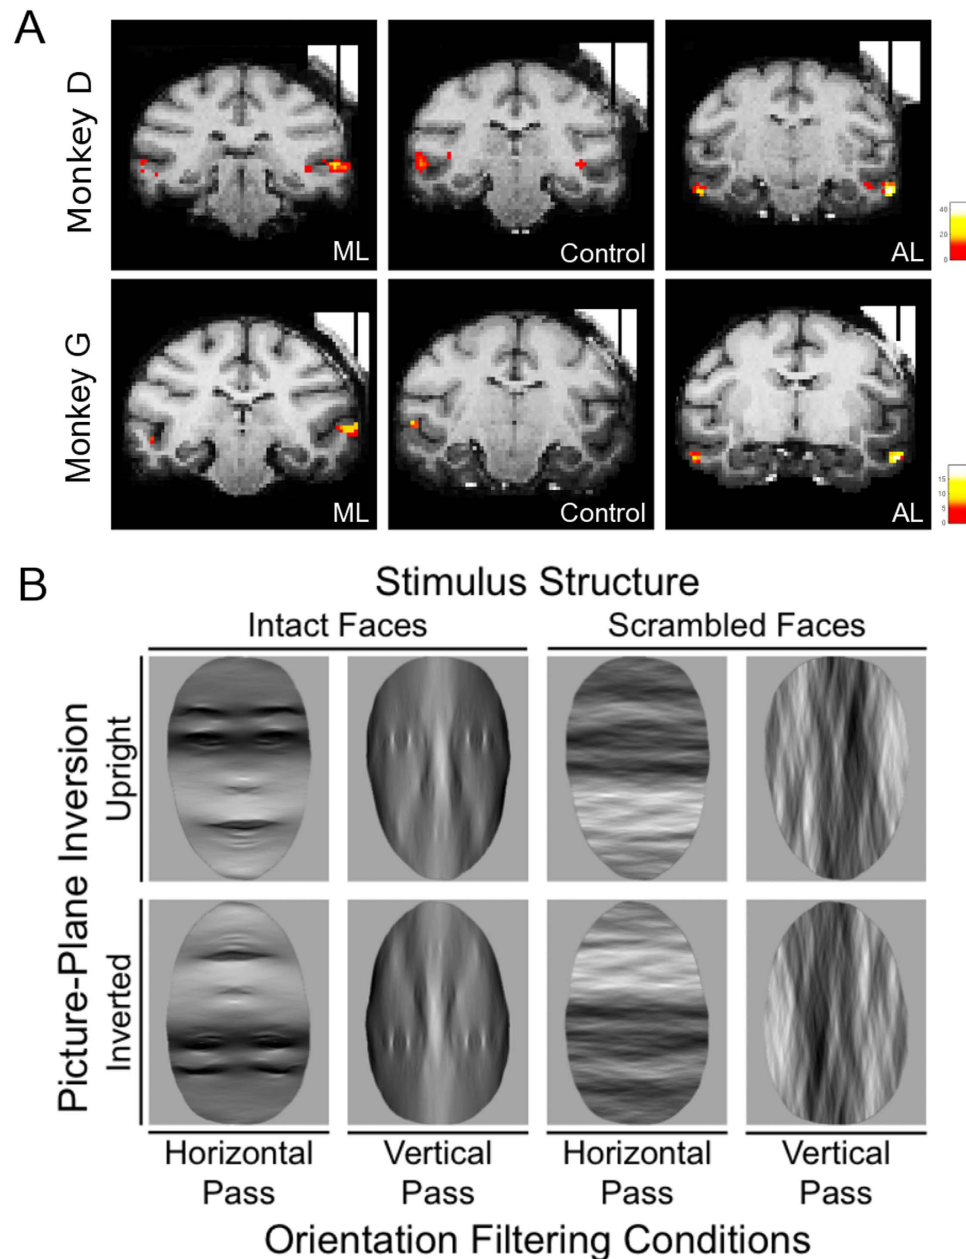 A
Monkey D
ML
Control
AL
40
20
0
Monkey G
ML
Control
AL
15
10
5
0
B
Stimulus Structure
Intact Faces
Scrambled Faces
Picture-Plane Inversion
Upright
Inverted
Horizontal
Pass
Vertical
Pass
Horizontal
Pass
Vertical
Pass
Orientation Filtering Conditions